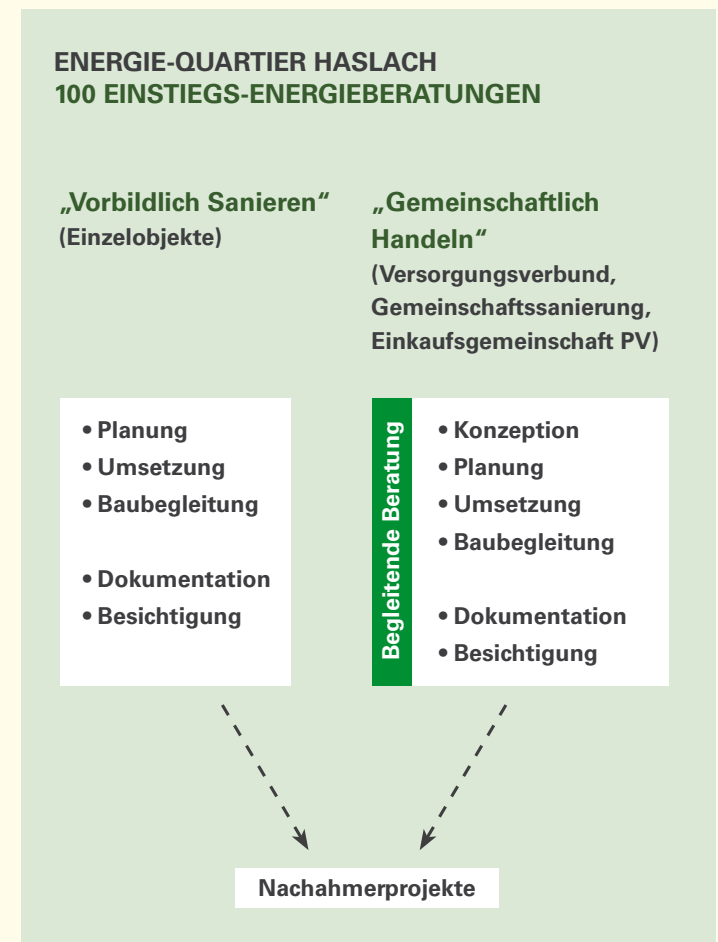 ENERGIE-QUARTIER HASLACH
100 EINSTIEGS-ENERGIEBERATUNGEN
„Vorbildlich Sanieren“
(Einzelobjekte)
• Planung
• Umsetzung
• Baubegleitung
• Dokumentation
• Besichtigung
„Gemeinschaftlich
Handeln“
(Versorgungsverbund,
Gemeinschaftssanierung,
Einkaufsgemeinschaft PV)
Begleitende Beratung
• Konzeption
• Planung
• Umsetzung
• Baubegleitung
• Dokumentation
• Besichtigung
Nachahmerprojekte